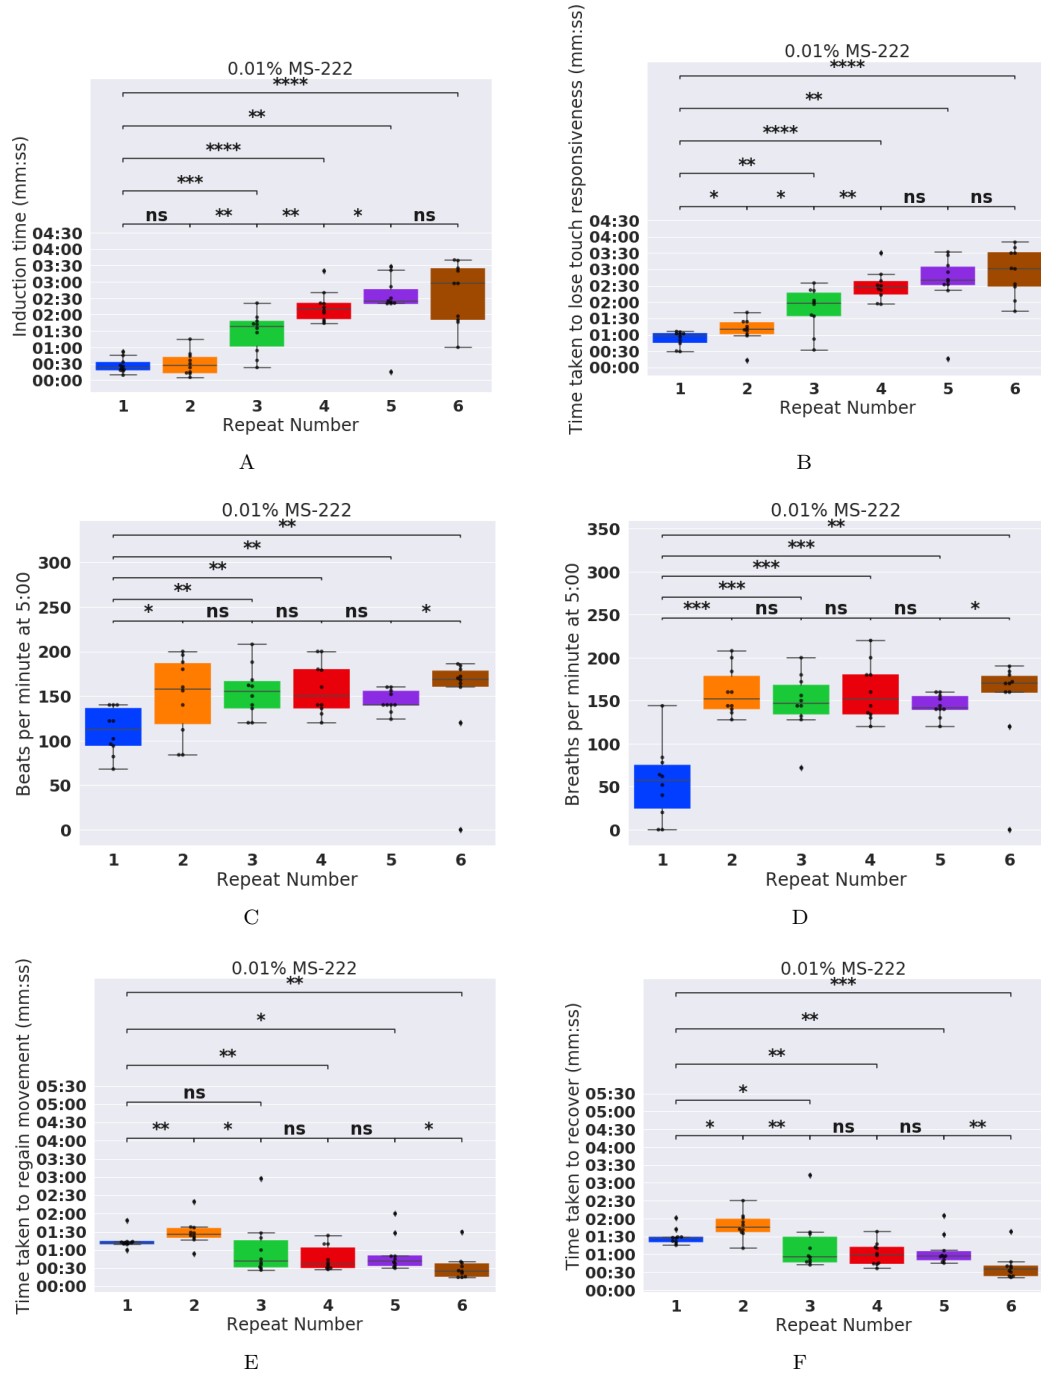 0.01% MS-222
****
**
****
***
ns ** ** * ns
Induction time (mm:ss)
04:30
04:00
03:30
03:00
02:30
02:00
01:30
01:00
00:30
00:00
1 2 3 4 5 6
Repeat Number
A
0.01% MS-222
****
**
****
**
* * ** ns ns
Time taken to lose touch responsiveness (mm:ss)
04:30
04:00
03:30
03:00
02:30
02:00
01:30
01:00
00:30
00:00
1 2 3 4 5 6
Repeat Number
B
0.01% MS-222
**
**
**
**
* ns ns ns *
Beats per minute at 5:00
300
250
200
150
100
50
0
1 2 3 4 5 6
Repeat Number
C
0.01% MS-222
**
***
***
***
*** ns ns ns *
Breaths per minute at 5:00
350
300
250
200
150
100
50
0
1 2 3 4 5 6
Repeat Number
D
0.01% MS-222
**
*
**
ns
** * ns ns *
Time taken to regain movement (mm:ss)
05:30
05:00
04:30
04:00
03:30
03:00
02:30
02:00
01:30
01:00
00:30
00:00
1 2 3 4 5 6
Repeat Number
E
0.01% MS-222
***
**
**
*
* ** ns ns **
Time taken to recover (mm:ss)
05:30
05:00
04:30
04:00
03:30
03:00
02:30
02:00
01:30
01:00
00:30
00:00
1 2 3 4 5 6
Repeat Number
F